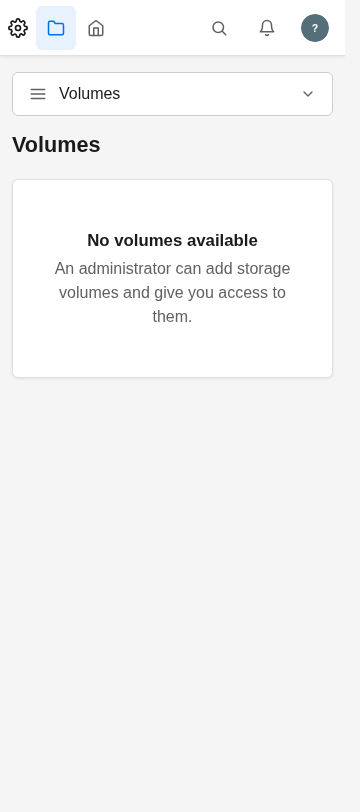 ?
Volumes
Volumes
No volumes available
An administrator can add storage
volumes and give you access to
them.